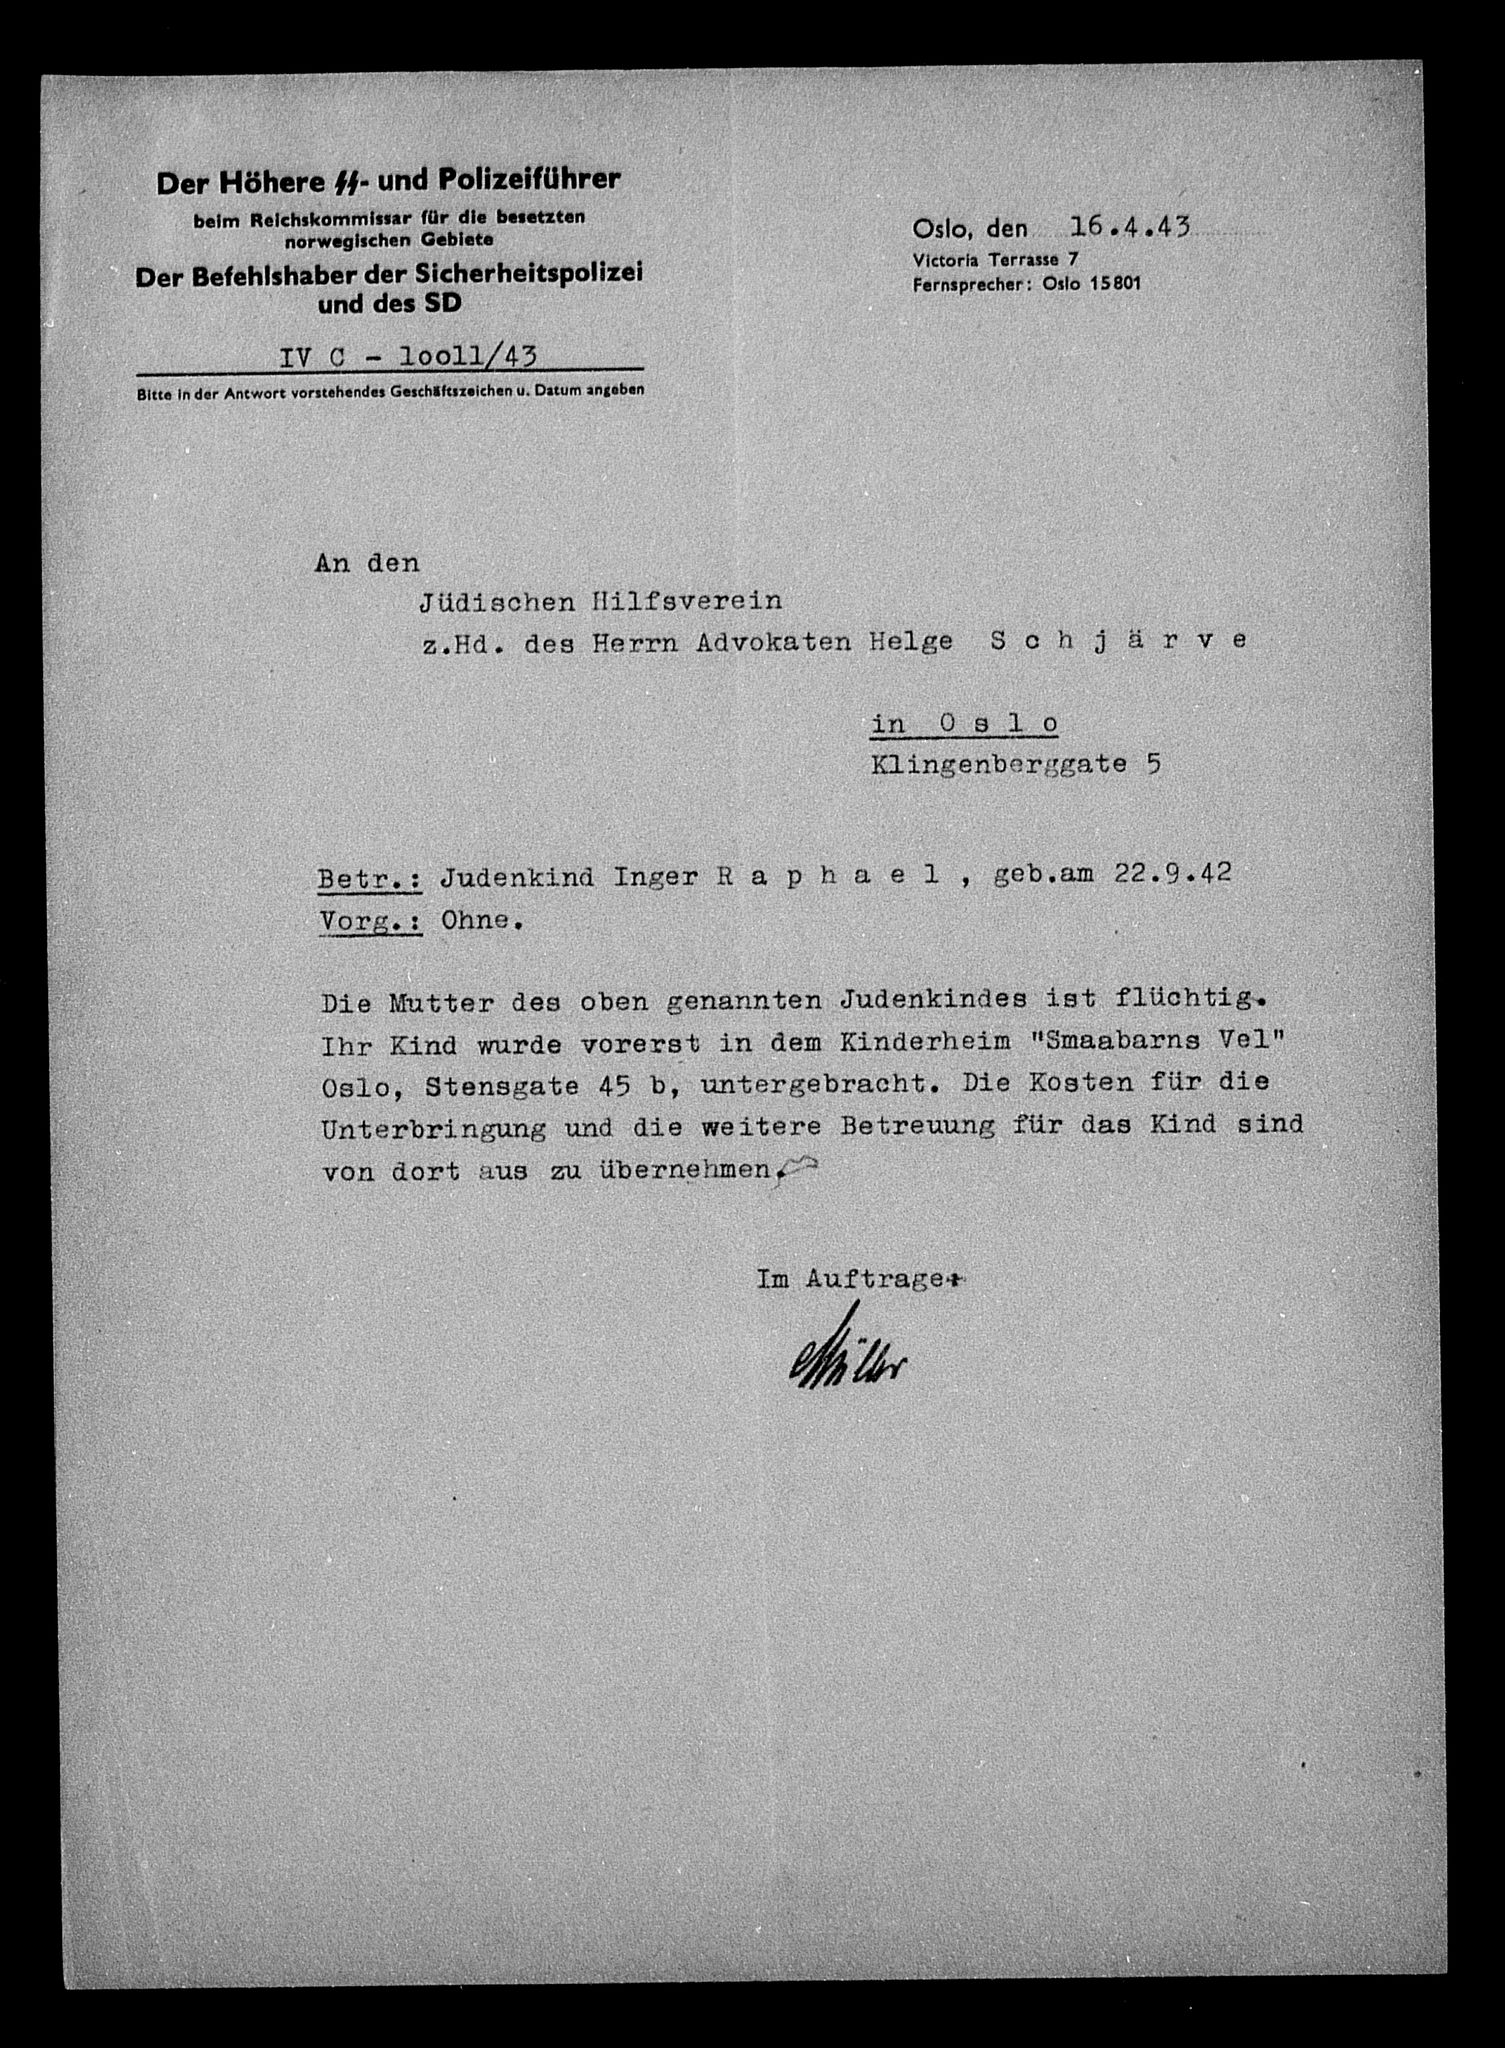 Der Höhere SS- und Polizeiführer
beim Reichskommissar für die besetzten
norwegischen Gebiete
Der Befehlshaber der Sicherheitspolizei
und des SD
IV C - 1oo11/43
Bitte in der Antwort vorstehendes Geschäftszeichen u. Datum angeben
Oslo, den 16.4.43
Victoria Terrasse 7
Fernsprecher: Oslo 15801
An den
Jüdischen Hilfsverein
z.Hd. des Herrn Advokaten Helge S c h j ä r v e
in O s l o
Klingenberggate 5
Betr.: Judenkind Inger R a p h a e l , geb.am 22.9.42
Vorg.: Ohne.
Die Mutter des oben genannten Judenkindes ist flüchtig.
Ihr Kind wurde vorerst in dem Kinderheim "Smaabarns Vel"
Oslo, Stensgate 45 b, untergebracht. Die Kosten für die
Unterbringung und die weitere Betreuung für das Kind sind
von dort aus zu übernehmen.
Im Auftrage
Müller